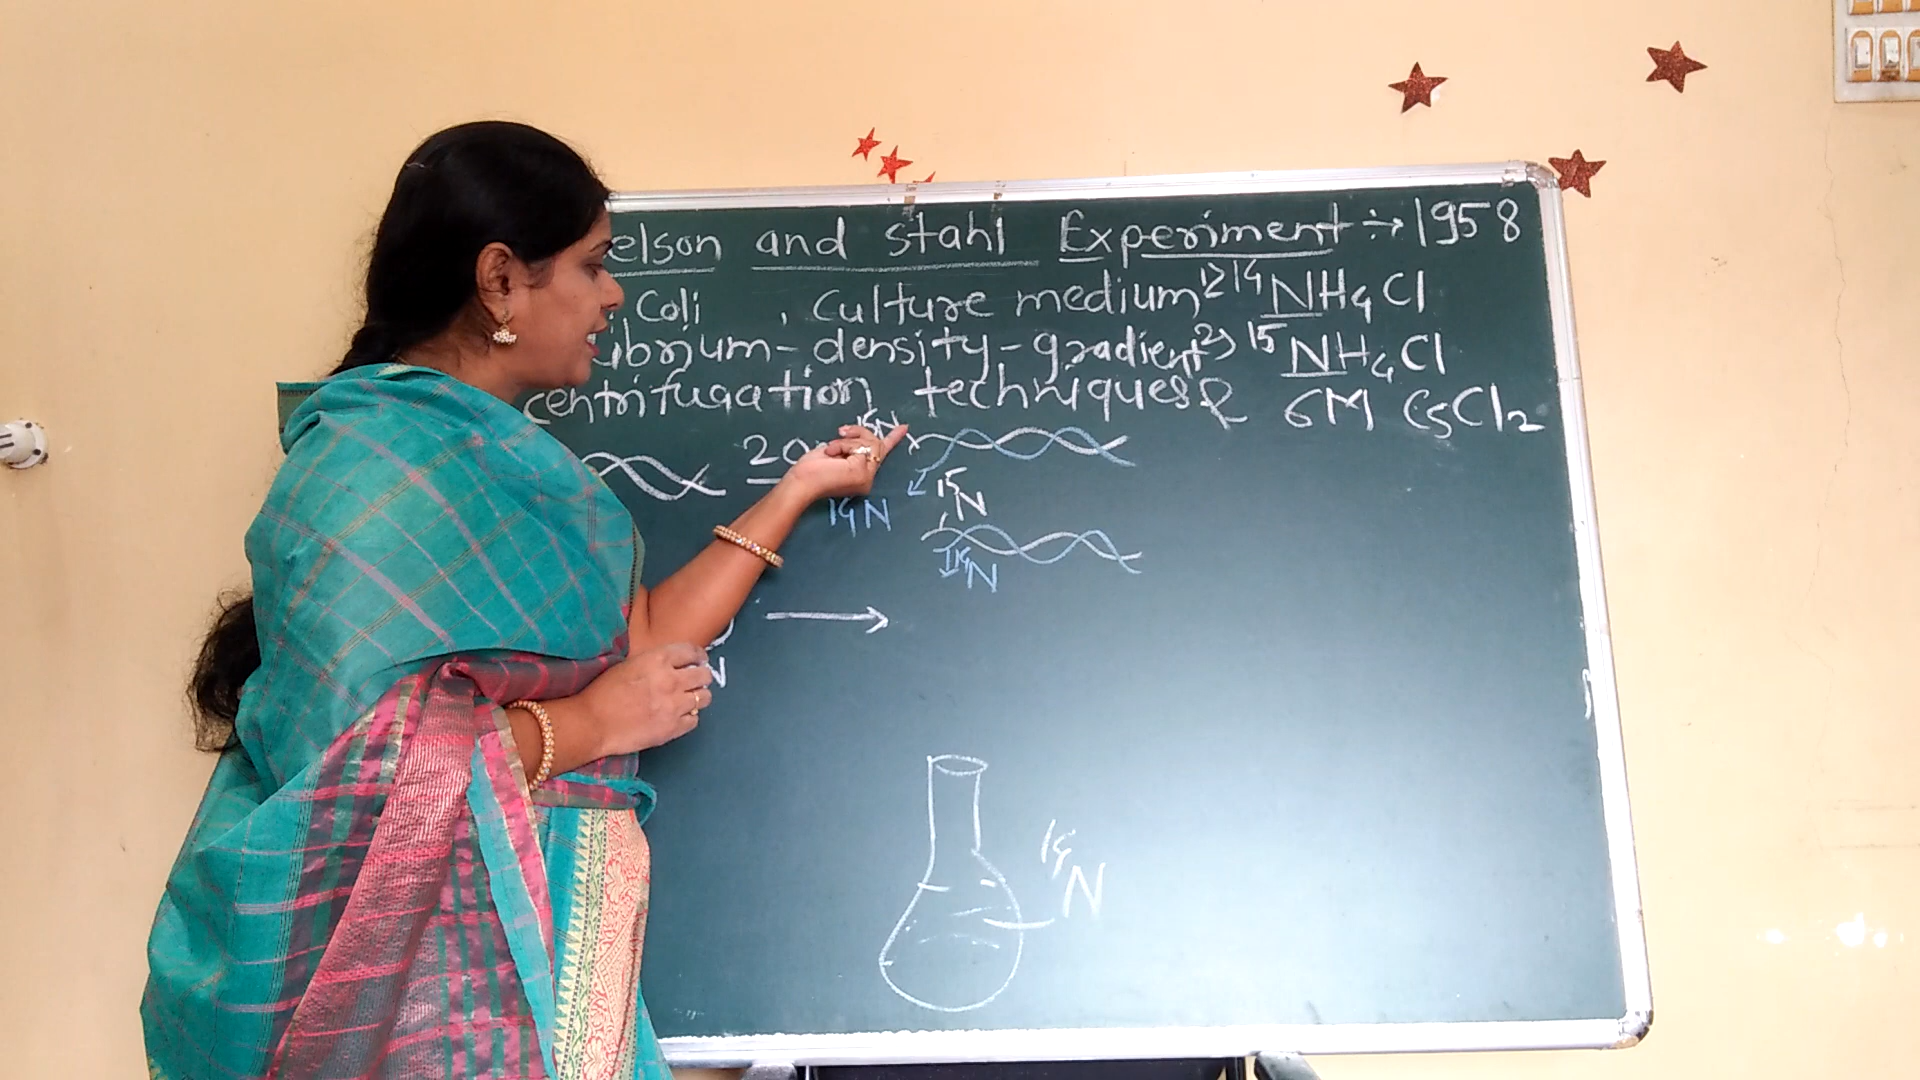 elson and stahl Experiment ÷→ 1958
Coli , culture medium 1> 14NH4Cl
ibrium-density-gradient 2) 15NH4Cl
centrifugation techniques & 6M CsCl2
20
15N
14N
15N
14N
N
14N